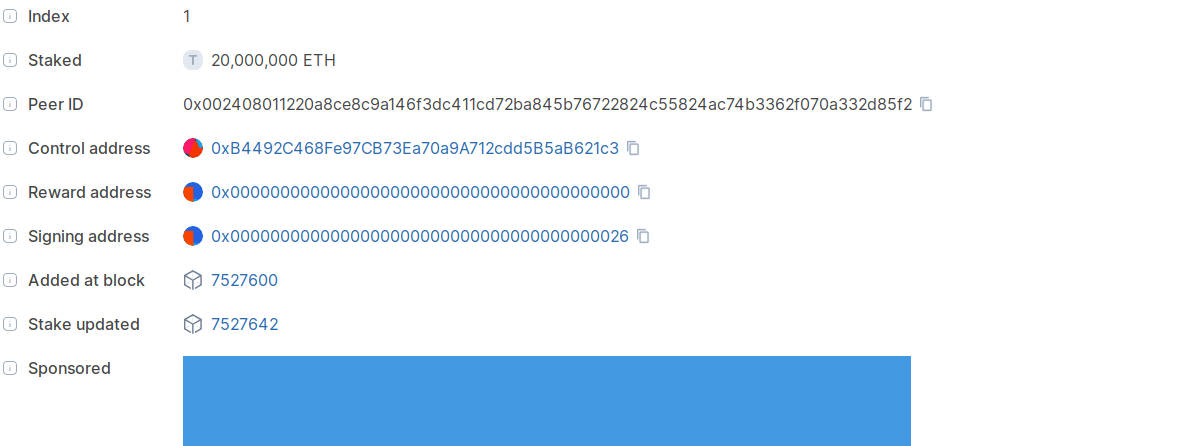 Index 1
Staked T 20,000,000 ETH
Peer ID 0x002408011220a8ce8c9a146f3dc411cd72ba845b76722824c55824ac74b3362f070a332d85f2
Control address 0xB4492C468Fe97CB73Ea70a9A712cdd5B5aB621c3
Reward address 0x0000000000000000000000000000000000000000
Signing address 0x0000000000000000000000000000000000000026
Added at block 7527600
Stake updated 7527642
Sponsored